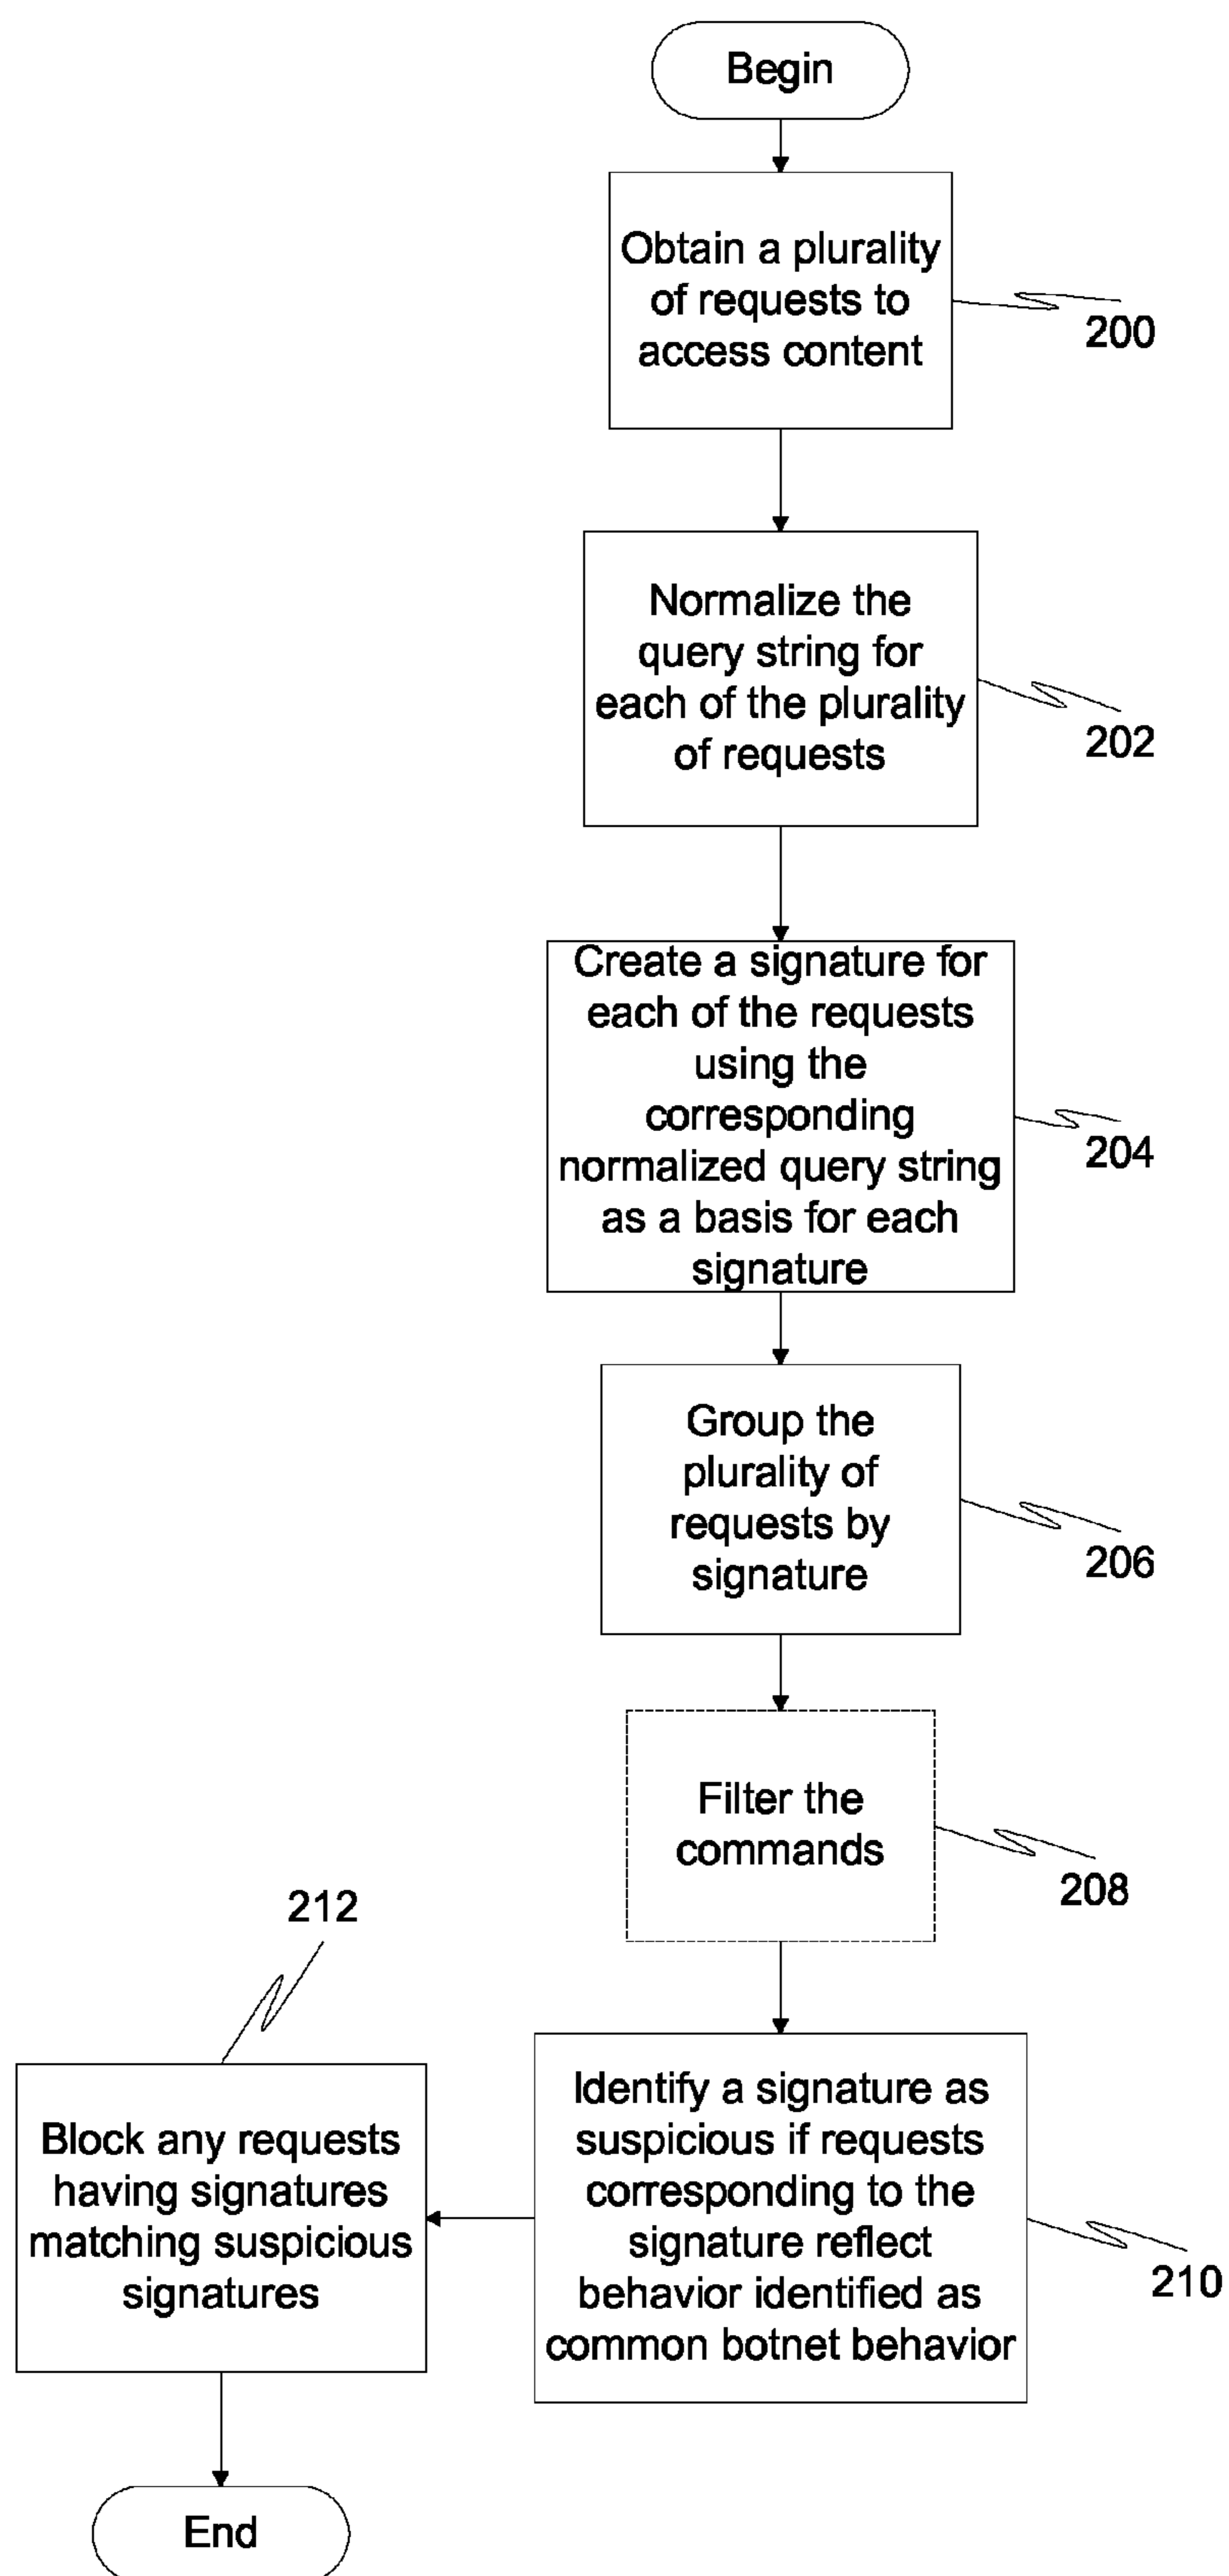 Begin
Obtain a plurality
of requests to
access content
200
Normalize the
query string for
each of the plurality
of requests
202
Create a signature for
each of the requests
using the
corresponding
normalized query string
as a basis for each
signature
204
Group the
plurality of
requests by
signature
206
Filter the
commands
208
Identify a signature as
suspicious if requests
corresponding to the
signature reflect
behavior identified as
common botnet behavior
210
212
Block any requests
having signatures
matching suspicious
signatures
End